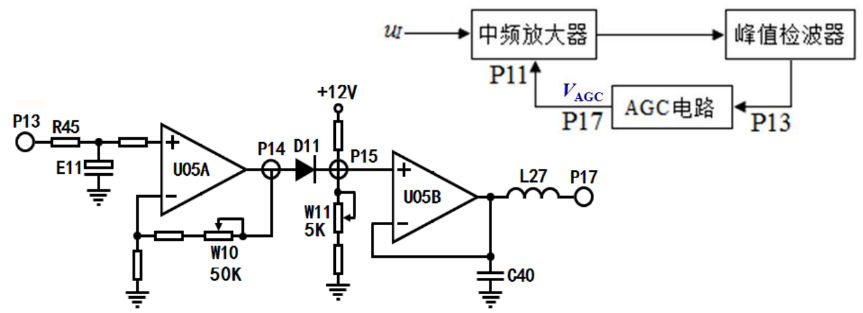 u_I
中频放大器
峰值检波器
P11
V_AGC
P17
AGC电路
P13
+12V
P13
R45
E11
U05A
P14
D11
P15
W10
50K
W11
5K
U05B
L27
P17
C40